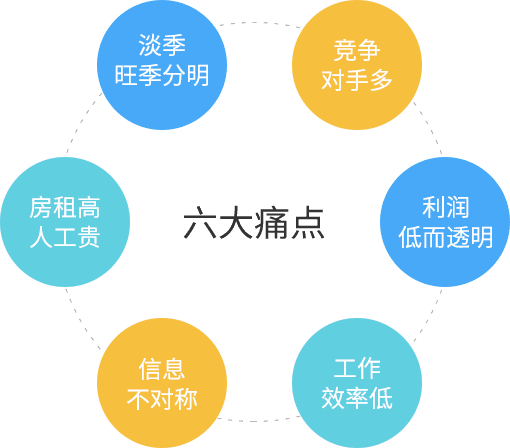 淡季
旺季分明
竞争
对手多
房租高
人工贵
六大痛点
利润
低而透明
信息
不对称
工作
效率低